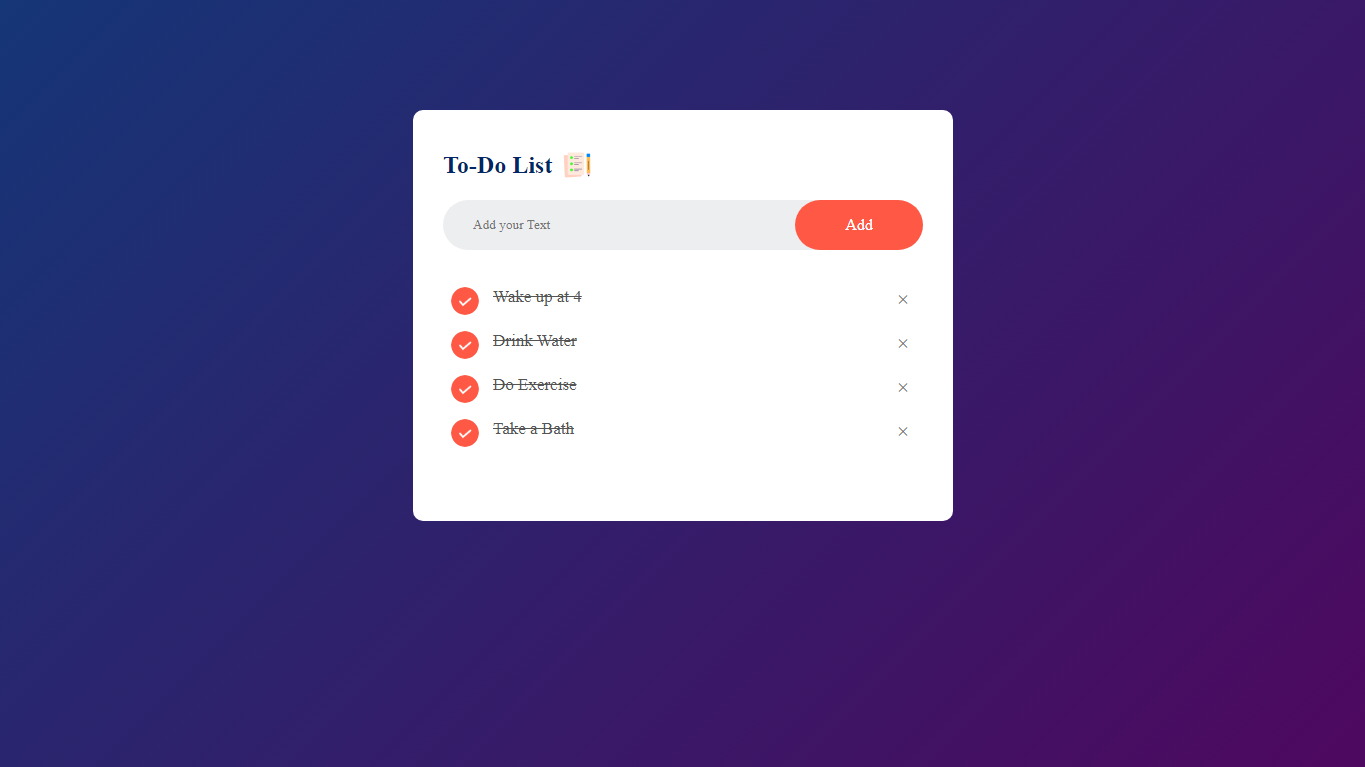 To-Do List
Add your Text
Add
Wake up at 4
Drink Water
Do Exercise
Take a Bath